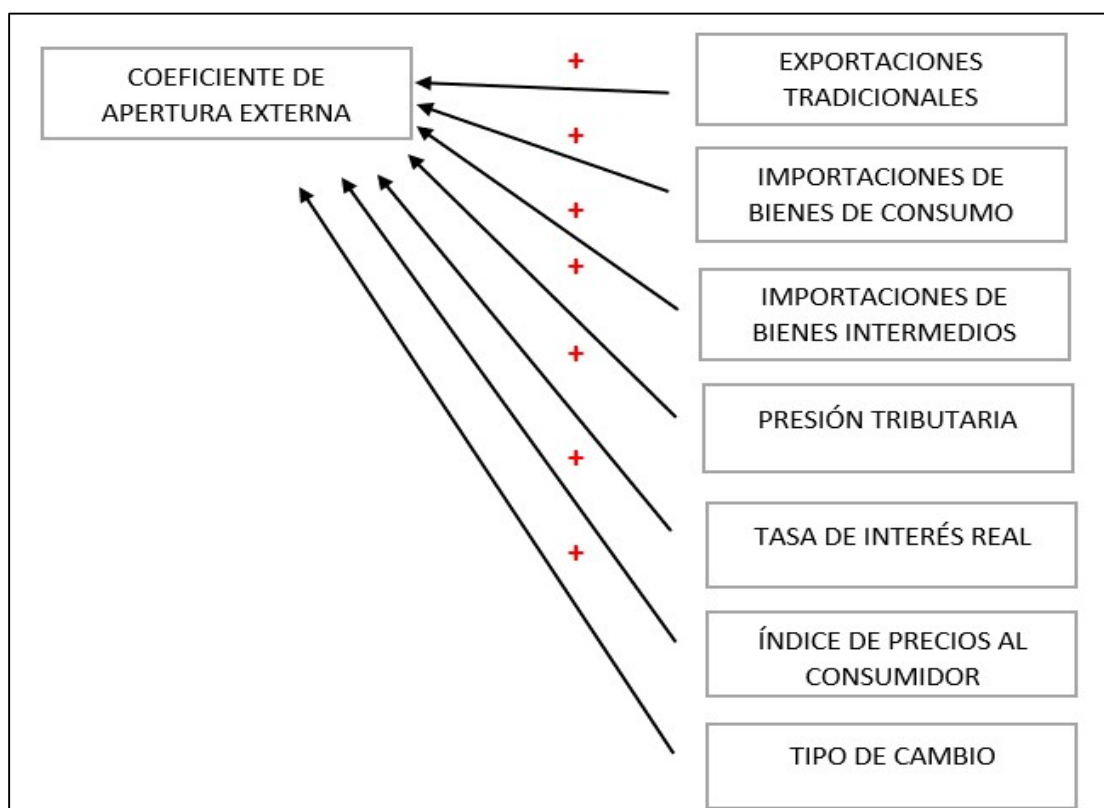 COEFICIENTE DE
APERTURA EXTERNA
+
EXPORTACIONES
TRADICIONALES
+
IMPORTACIONES DE
BIENES DE CONSUMO
+
+
IMPORTACIONES DE
BIENES INTERMEDIOS
+
PRESIÓN TRIBUTARIA
+
TASA DE INTERÉS REAL
+
ÍNDICE DE PRECIOS AL
CONSUMIDOR
TIPO DE CAMBIO